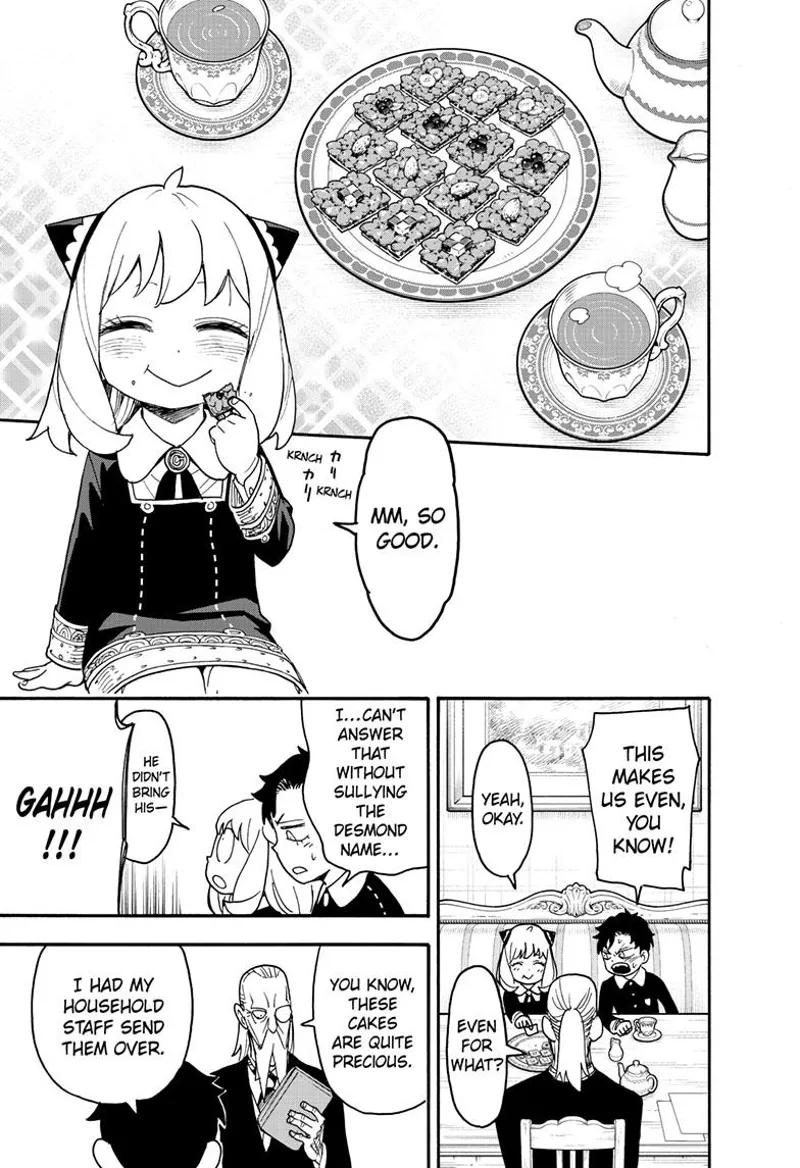 KRNCH
カリ
カリ
KRNCH
MM, SO
GOOD.
THIS
MAKES
US EVEN,
YOU
KNOW!
YEAH,
OKAY.
EVEN
FOR
WHAT?
I...CAN'T
ANSWER
THAT
WITHOUT
SULLYING
THE
DESMOND
NAME...
HE
DIDN'T
BRING
HIS—
GAHHH
!!!
YOU KNOW,
THESE
CAKES
ARE QUITE
PRECIOUS.
I HAD MY
HOUSEHOLD
STAFF SEND
THEM OVER.